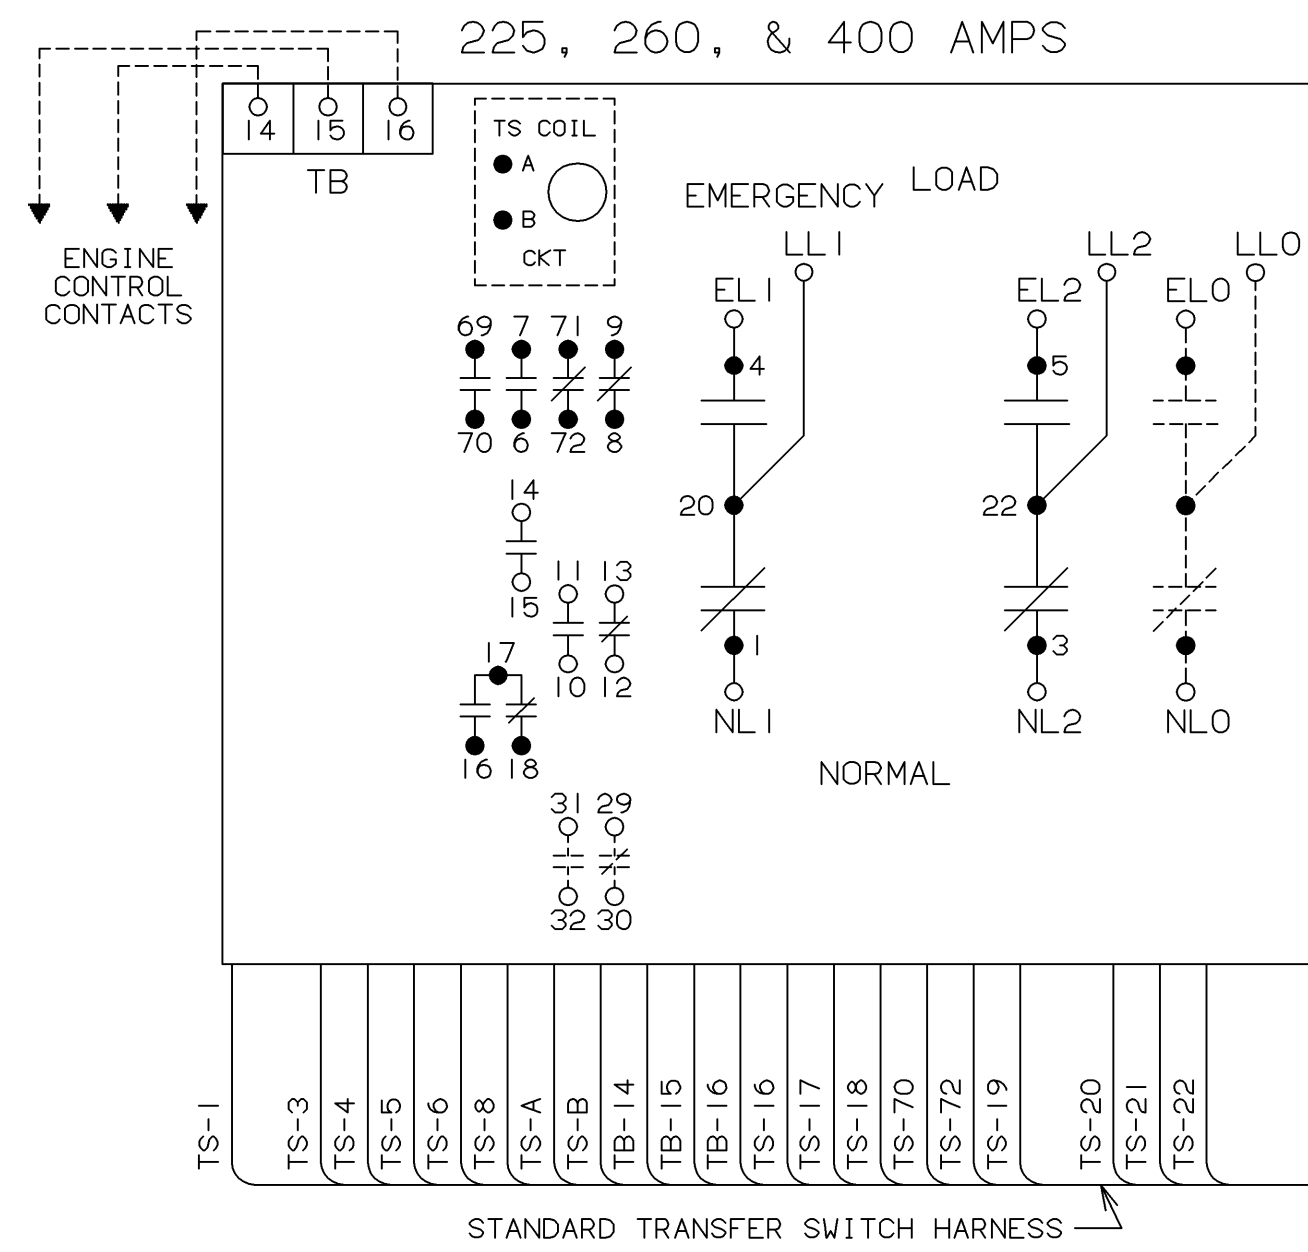 225, 260, & 400 AMPS
14 15 16
TB
TS COIL
A
B
CKT
ENGINE
CONTROL
CONTACTS
EMERGENCY
LOAD
LL1 LL2 LL0
EL1 EL2 EL0
69 7 71 9
4 5
70 6 72 8
14
20 22
15
11 13
17
10 12
1 3
16 18
NL1 NL2 NL0
NORMAL
31 29
32 30
TS-1
TS-3
TS-4
TS-5
TS-6
TS-8
TS-A
TS-B
TB-14
TB-15
TB-16
TS-16
TS-17
TS-18
TS-70
TS-72
TS-19
TS-20
TS-21
TS-22
STANDARD TRANSFER SWITCH HARNESS